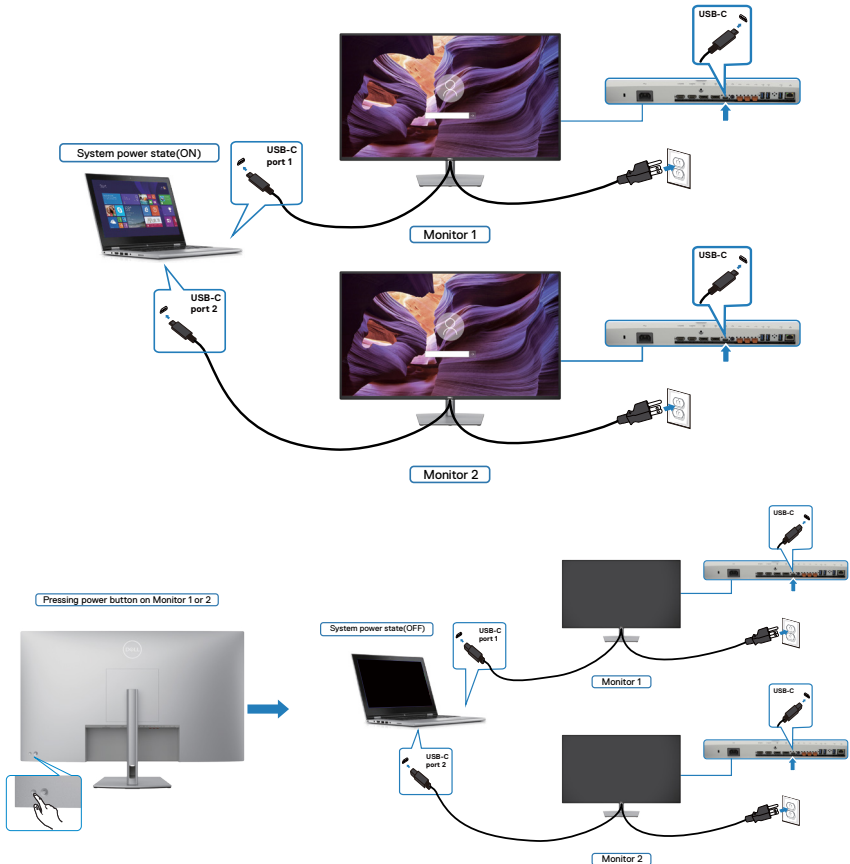 USB-C
System power state(ON)
USB-C
port 1
Monitor 1
USB-C
USB-C
port 2
Monitor 2
USB-C
Pressing power button on Monitor 1 or 2
System power state(OFF)
USB-C
port 1
Monitor 1
USB-C
DELL
USB-C
port 2
Monitor 2